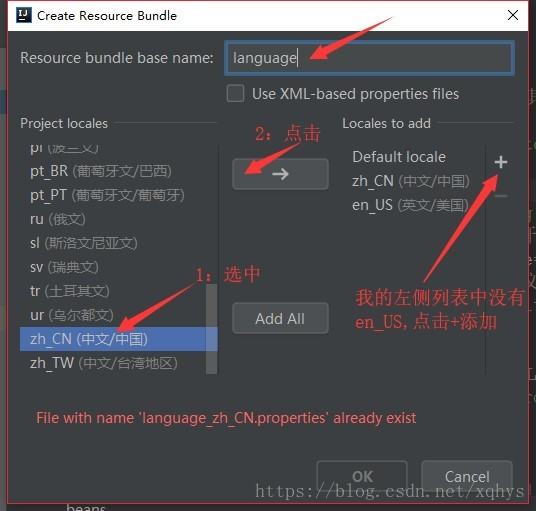 Create Resource Bundle
Resource bundle base name:
language
Use XML-based properties files
Project locales
2：点击
Locales to add
pl (波兰文)
pt_BR (葡萄牙文/巴西)
pt_PT (葡萄牙文/葡萄牙)
ru (俄文)
sl (斯洛文尼亚文)
sv (瑞典文)
tr (土耳其文)
ur (乌尔都文)
zh_CN (中文/中国)
zh_TW (中文/台湾地区)
1：选中
Add All
Default locale
zh_CN (中文/中国)
en_US (英文/美国)
我的左侧列表中没有
en_US,点击+添加
File with name 'language_zh_CN.properties' already exist
OK
Cancel
https://blog.csdn.net/xqhys
beans